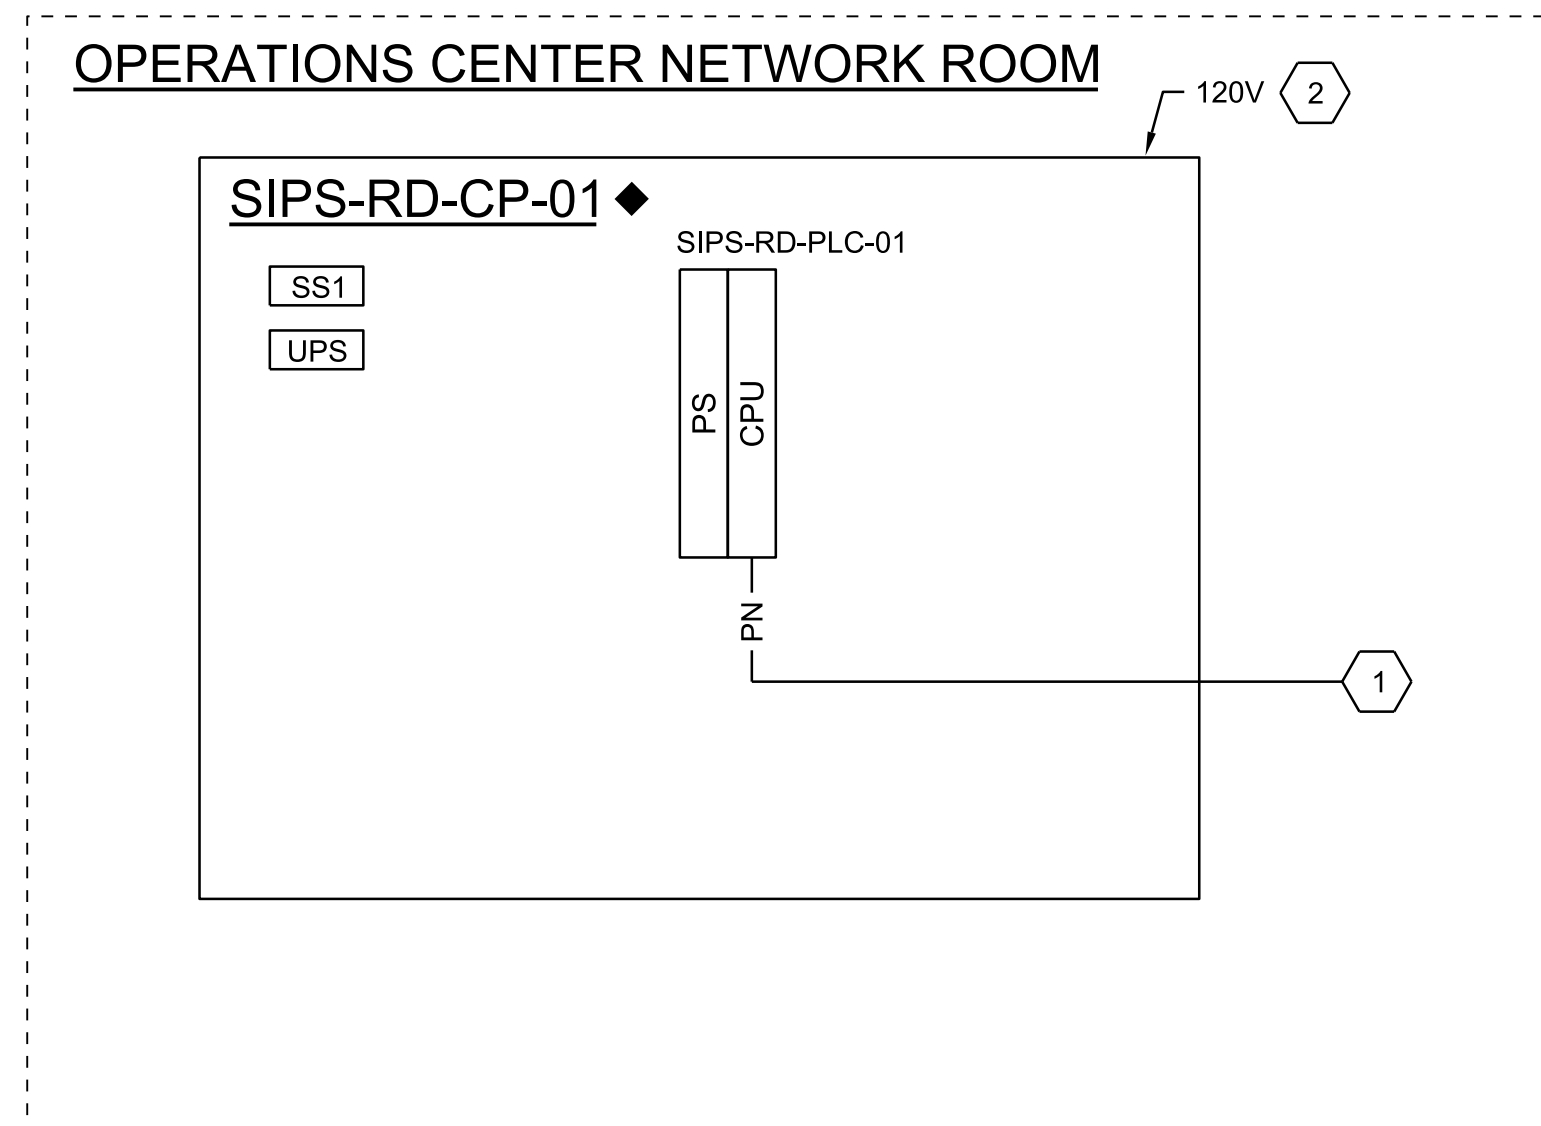 OPERATIONS CENTER NETWORK ROOM
120V 2
SIPS-RD-CP-01
SIPS-RD-PLC-01
SS1
UPS
PS
CPU
PN
1